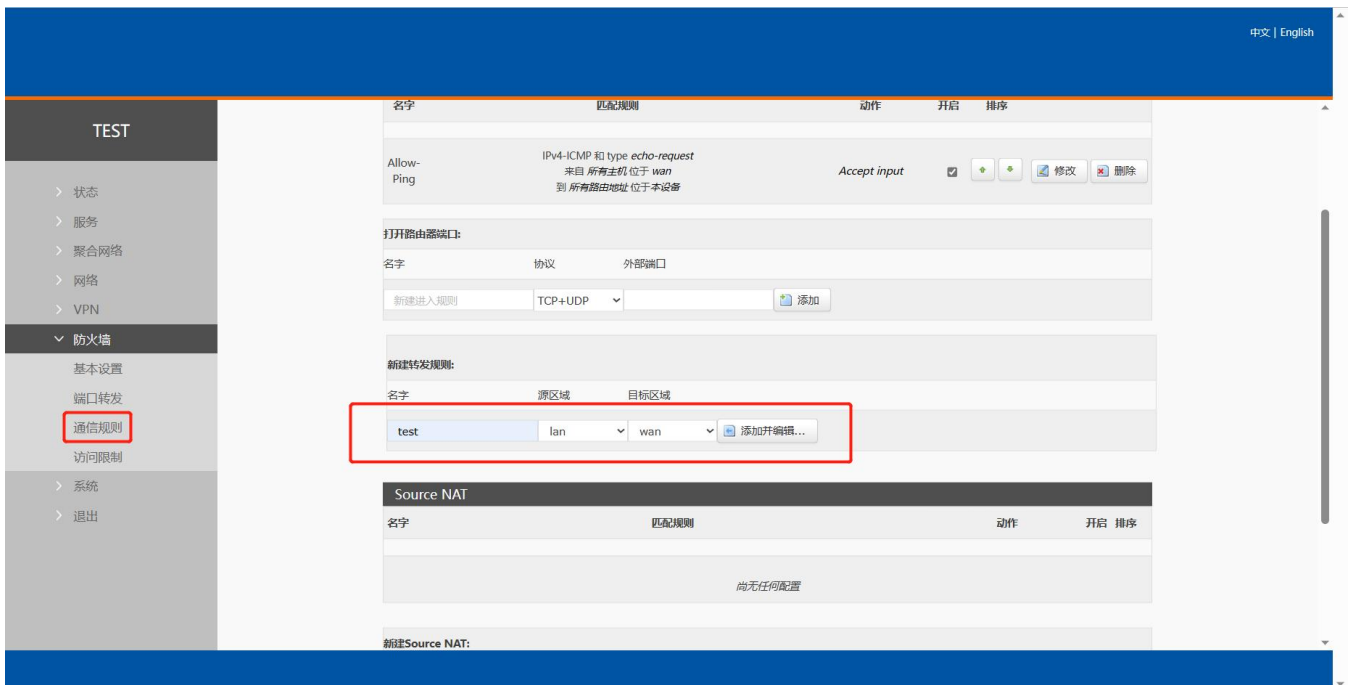 中文 | English
TEST
状态
服务
聚合网络
网络
VPN
防火墙
基本设置
端口转发
通信规则
访问限制
系统
退出
名字 匹配规则 动作 开启 排序
Allow-
Ping
IPv4-ICMP 和 type echo-request
来自 所有主机 位于 wan
到 所有路由地址 位于本设备
Accept input
修改 删除
打开路由器端口:
名字 协议 外部端口
新建进入规则 TCP+UDP 添加
新建转发规则:
名字 源区域 目标区域
test lan wan 添加并编辑...
Source NAT
名字 匹配规则 动作 开启 排序
尚无任何配置
新建Source NAT: